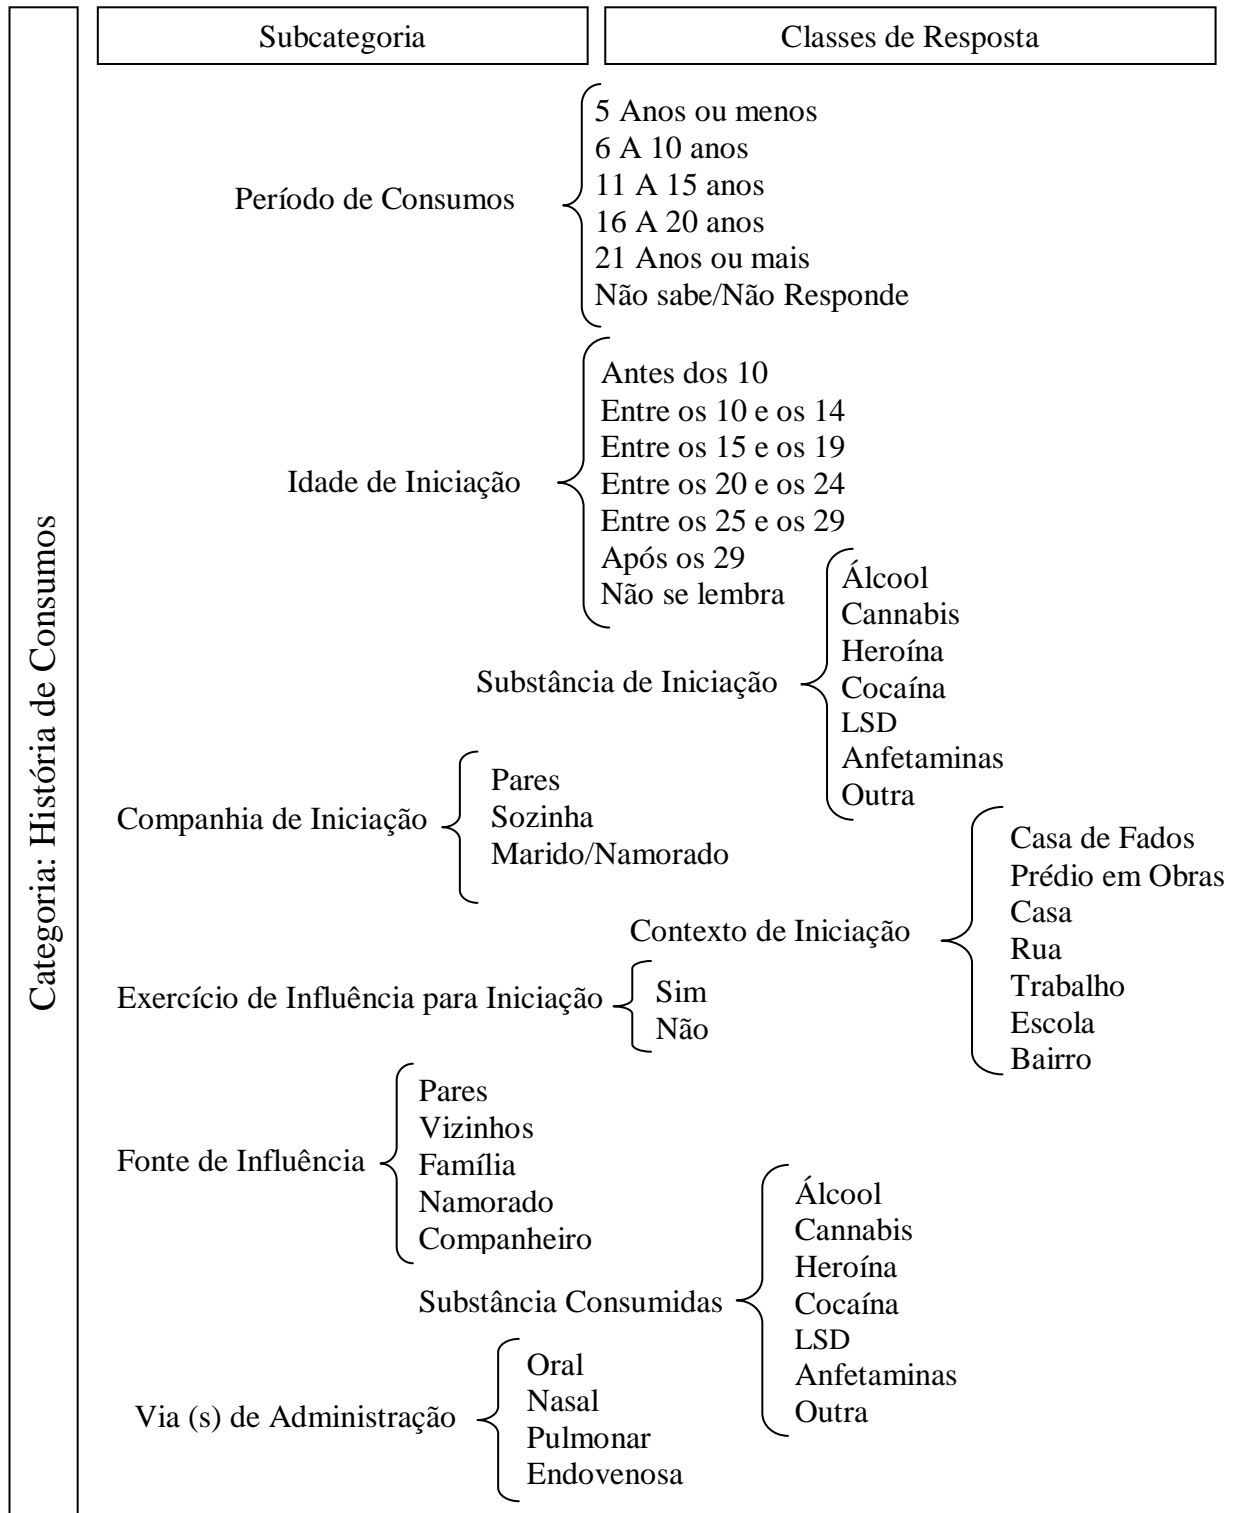 Categoria: História de Consumos
Subcategoria
Classes de Resposta
Período de Consumos
5 Anos ou menos
6 A 10 anos
11 A 15 anos
16 A 20 anos
21 Anos ou mais
Não sabe/Não Responde
Idade de Iniciação
Antes dos 10
Entre os 10 e os 14
Entre os 15 e os 19
Entre os 20 e os 24
Entre os 25 e os 29
Após os 29
Não se lembra
Substância de Iniciação
Álcool
Cannabis
Heroína
Cocaína
LSD
Anfetaminas
Outra
Companhia de Iniciação
Pares
Sozinha
Marido/Namorado
Contexto de Iniciação
Casa de Fados
Prédio em Obras
Casa
Rua
Trabalho
Escola
Bairro
Exercício de Influência para Iniciação
Sim
Não
Fonte de Influência
Pares
Vizinhos
Família
Namorado
Companheiro
Substância Consumidas
Álcool
Cannabis
Heroína
Cocaína
LSD
Anfetaminas
Outra
Via (s) de Administração
Oral
Nasal
Pulmonar
Endovenosa